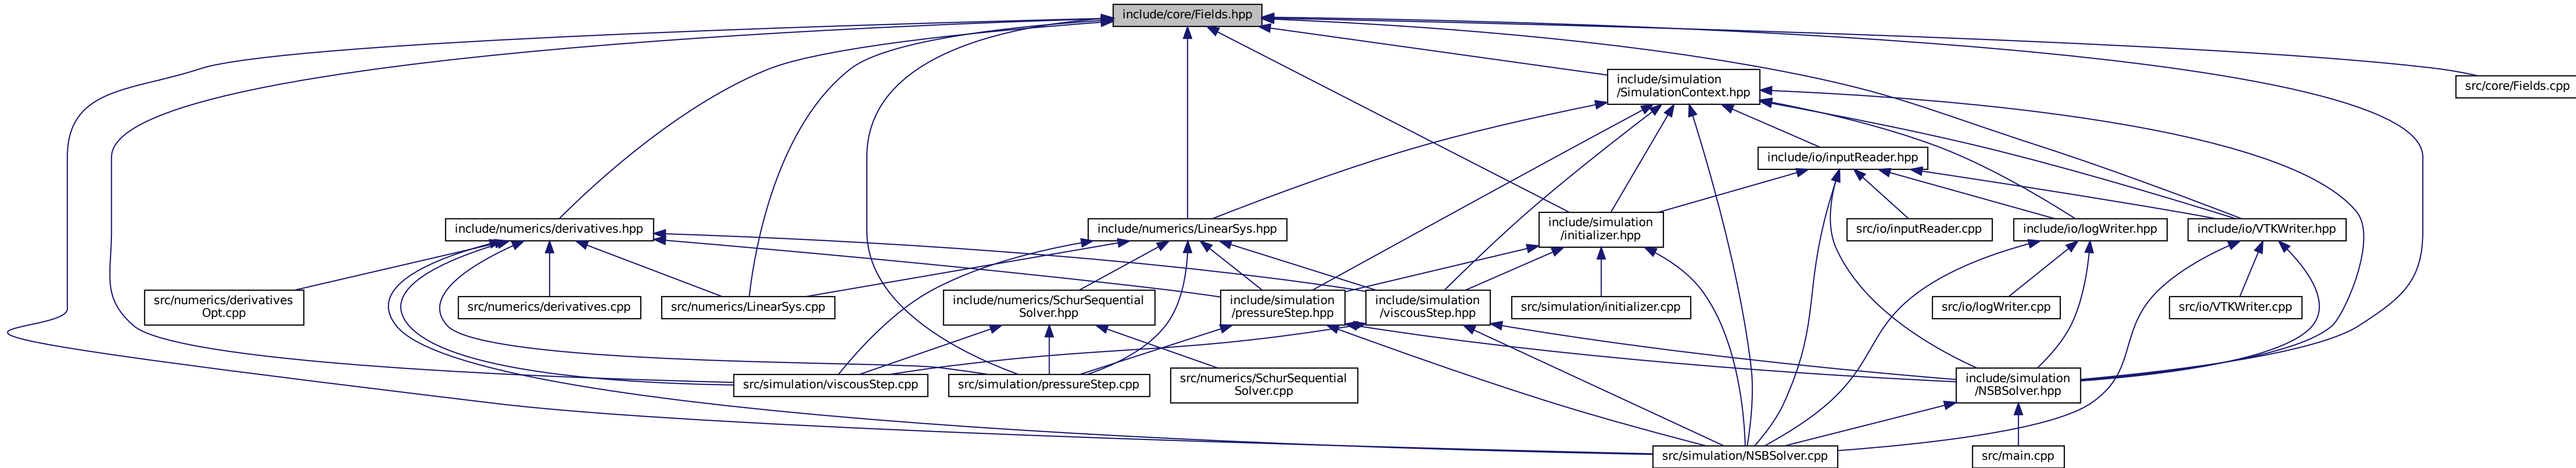 include/core/Fields.hpp
include/simulation
/SimulationContext.hpp
src/core/Fields.cpp
include/io/inputReader.hpp
include/numerics/derivatives.hpp
include/numerics/LinearSys.hpp
include/simulation
/initializer.hpp
src/io/inputReader.cpp
include/io/logWriter.hpp
include/io/VTKWriter.hpp
src/numerics/derivatives
Opt.cpp
src/numerics/derivatives.cpp
src/numerics/LinearSys.cpp
include/numerics/SchurSequential
Solver.hpp
include/simulation
/pressureStep.hpp
include/simulation
/viscousStep.hpp
src/simulation/initializer.cpp
src/io/logWriter.cpp
src/io/VTKWriter.cpp
src/simulation/viscousStep.cpp
src/simulation/pressureStep.cpp
src/numerics/SchurSequential
Solver.cpp
include/simulation
/NSBSolver.hpp
src/simulation/NSBSolver.cpp
src/main.cpp